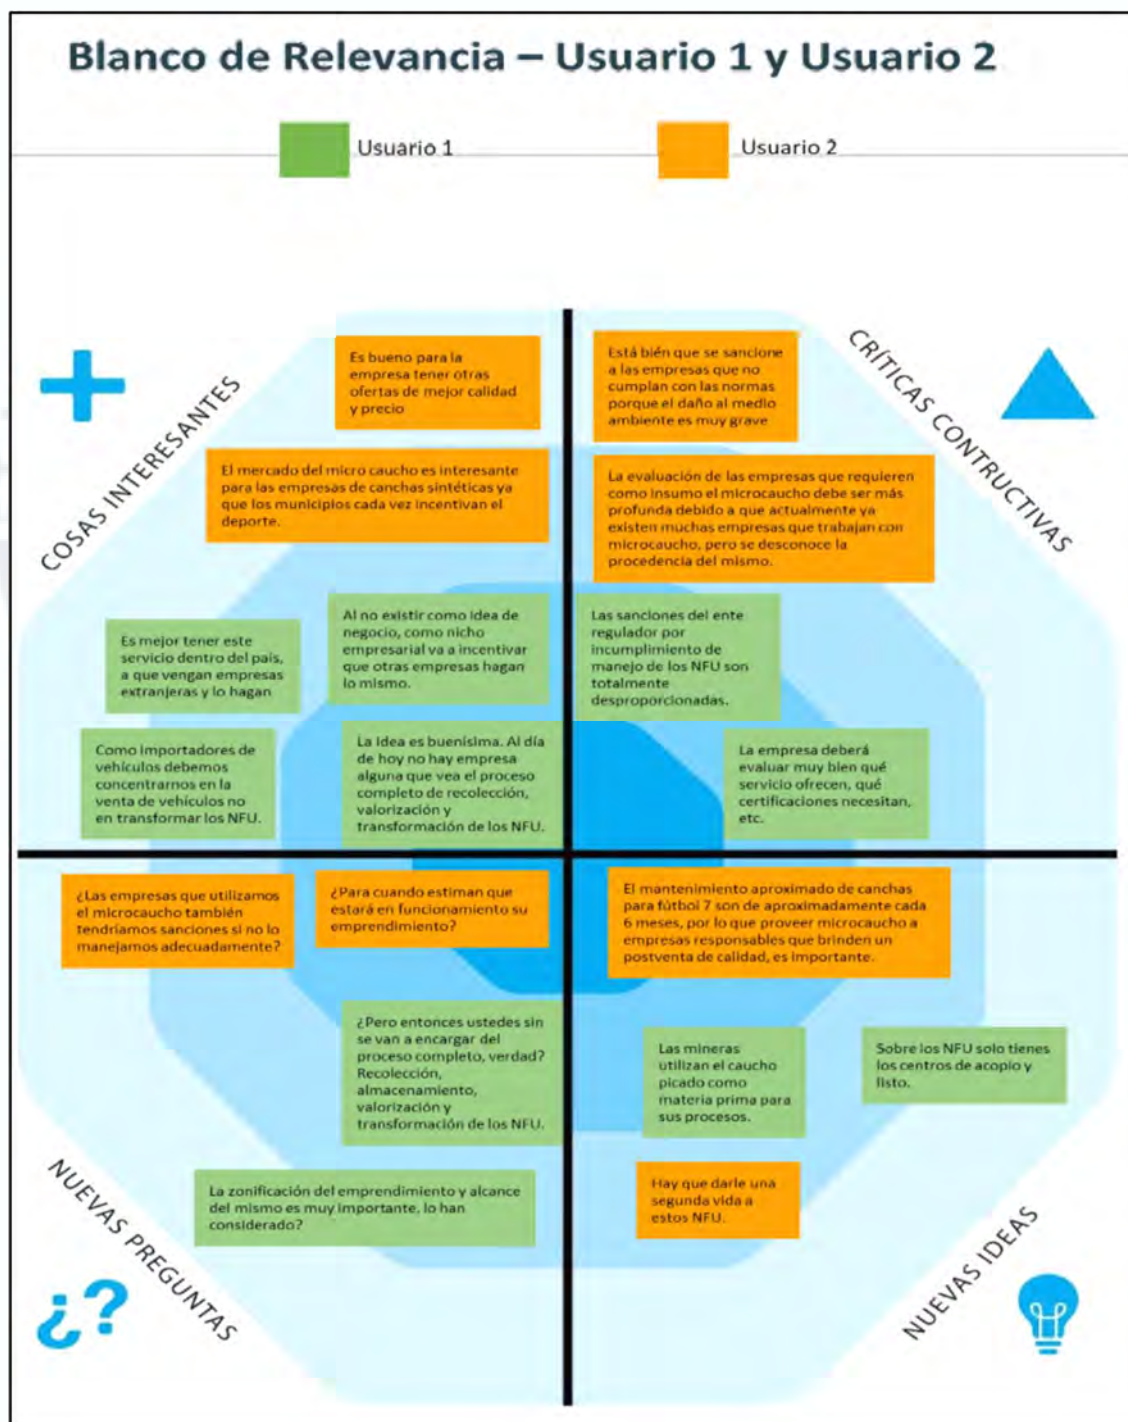 Blanco de Relevancia – Usuario 1 y Usuario 2
Usuario 1
Usuario 2
COSAS INTERESANTES
Es bueno para la
empresa tener otras
ofertas de mejor calidad
y precio
El mercado del micro caucho es interesante
para las empresas de canchas sintéticas ya
que los municipios cada vez incentivan el
deporte.
Es mejor tener este
servicio dentro del país,
a que vengan empresas
extranjeras y lo hagan
Al no existir como idea de
negocio, como nicho
empresarial va a incentivar
que otras empresas hagan
lo mismo.
Como importadores de
vehículos debemos
concentrarnos en la
venta de vehículos no
en transformar los NFU.
La idea es buenísima. Al día
de hoy no hay empresa
alguna que vea el proceso
completo de recolección,
valorización y
transformación de los NFU.
CRÍTICAS CONTRUCTIVAS
Está bién que se sancione
a las empresas que no
cumplan con las normas
porque el daño al medio
ambiente es muy grave
La evaluación de las empresas que requieren
como insumo el microcaucho debe ser más
profunda debido a que actualmente ya
existen muchas empresas que trabajan con
microcaucho, pero se desconoce la
procedencia del mismo.
Las sanciones del ente
regulador por
incumplimiento de
manejo de los NFU son
totalmente
desproporcionadas.
La empresa deberá
evaluar muy bien qué
servicio ofrecen, qué
certificaciones necesitan,
etc.
¿Las empresas que utilizamos
el microcaucho también
tendríamos sanciones si no lo
manejamos adecuadamente?
¿Para cuando estiman que
estará en funcionamiento su
emprendimiento?
¿Pero entonces ustedes sin
se van a encargar del
proceso completo, verdad?
Recolección,
almacenamiento,
valorización y
transformación de los NFU.
La zonificación del emprendimiento y alcance
del mismo es muy importante, lo han
considerado?
NUEVAS PREGUNTAS
¿?
El mantenimiento aproximado de canchas
para fútbol 7 son de aproximadamente cada
6 meses, por lo que proveer microcaucho a
empresas responsables que brinden un
postventa de calidad, es importante.
Las mineras
utilizan el caucho
picado como
materia prima para
sus procesos.
Sobre los NFU solo tienes
los centros de acopio y
listo.
Hay que darle una
segunda vida a
estos NFU.
NUEVAS IDEAS